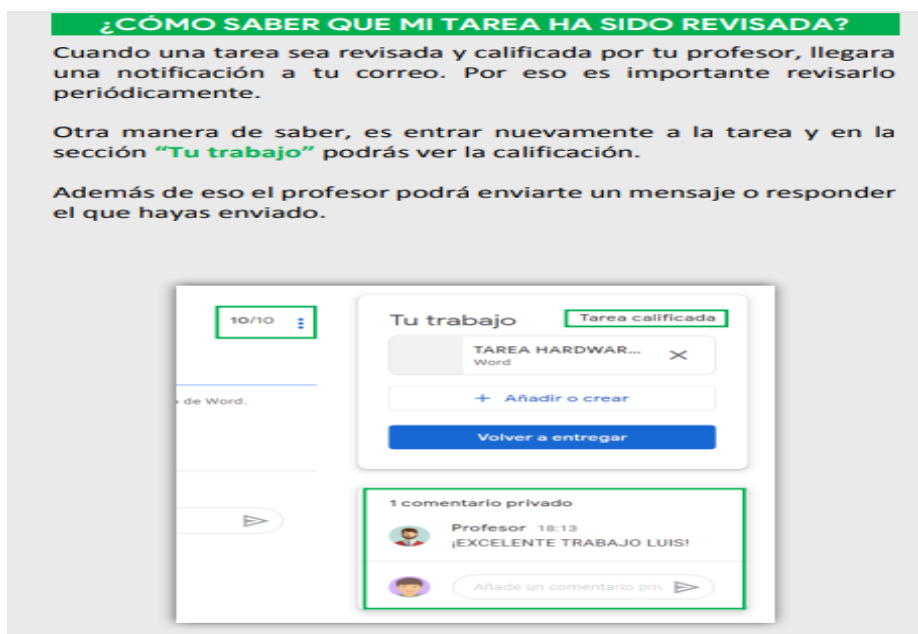 ¿CÓMO SABER QUE MI TAREA HA SIDO REVISADA?
Cuando una tarea sea revisada y calificada por tu profesor, llegara
una notificación a tu correo. Por eso es importante revisarlo
periódicamente.
Otra manera de saber, es entrar nuevamente a la tarea y en la
sección “Tu trabajo” podrás ver la calificación.
Además de eso el profesor podrá enviarte un mensaje o responder
el que hayas enviado.
10/10
de Word.
Tu trabajo
Tarea calificada
TAREA HARDWAR...
Word
+ Añadir o crear
Volver a entregar
1 comentario privado
Profesor 18:13
¡EXCELENTE TRABAJO LUIS!
Añade un comentario pri